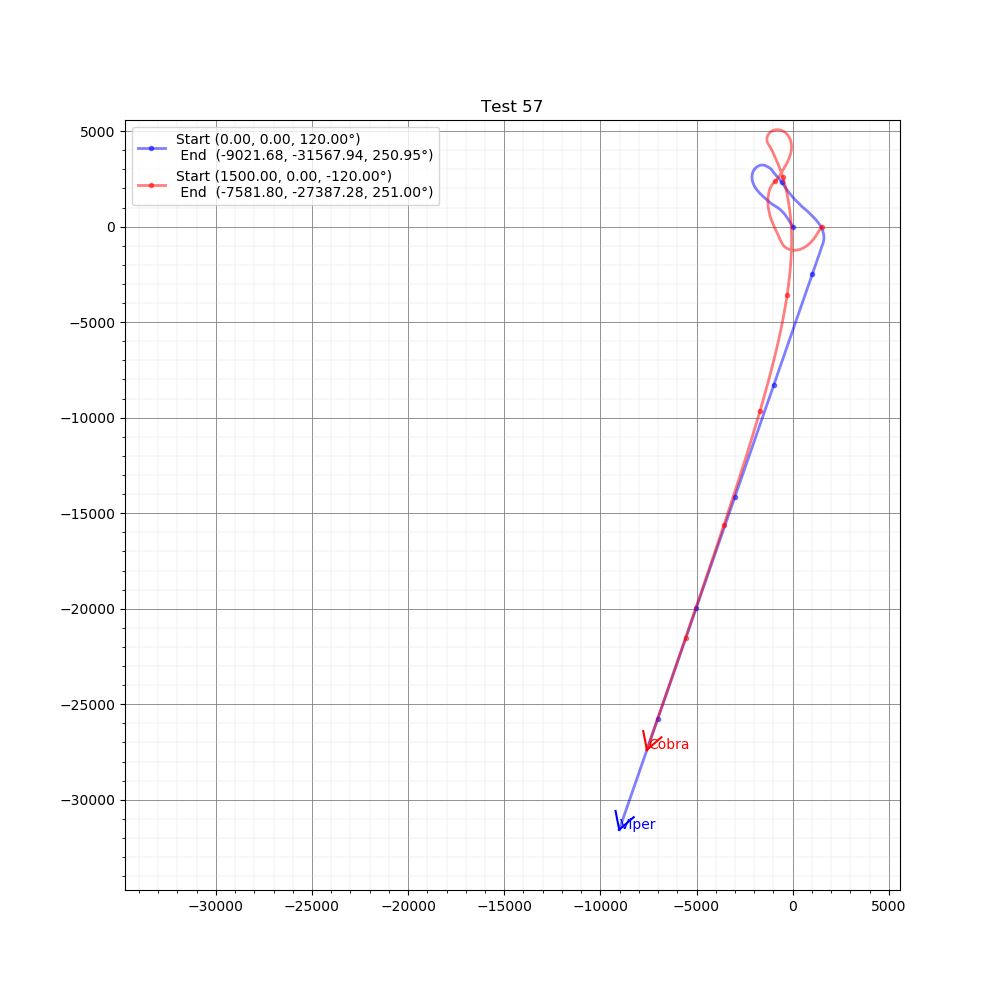 Test 57
Start (0.00, 0.00, 120.00°)
End (-9021.68, -31567.94, 250.95°)
Start (1500.00, 0.00, -120.00°)
End (-7581.80, -27387.28, 251.00°)
5000
0
−5000
−10000
−15000
−20000
−25000
−30000
Cobra
Viper
−30000 −25000 −20000 −15000 −10000 −5000 0 5000